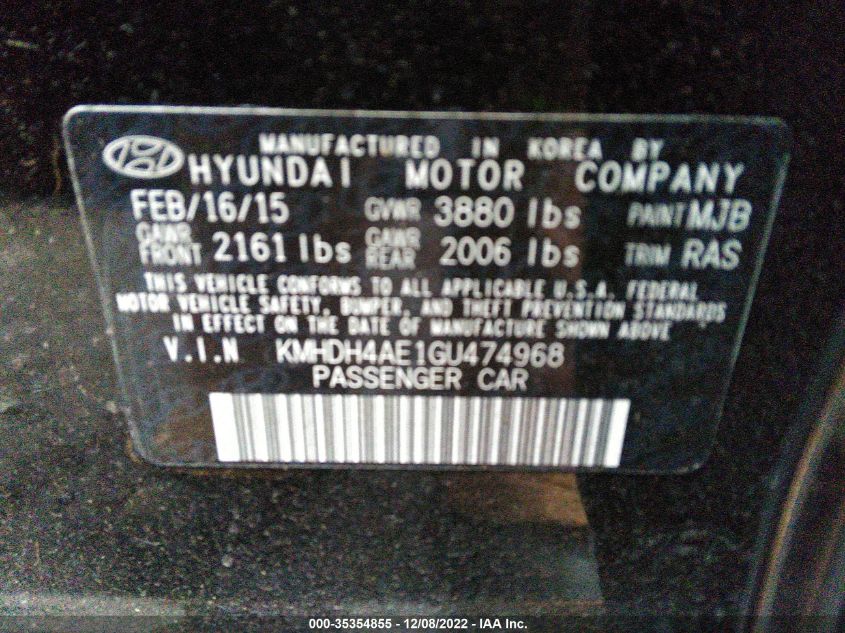 MANUFACTURED IN KOREA BY
HYUNDAI MOTOR COMPANY
FEB/16/15 GVWR 3880 lbs PAINT MJB
GAWR FRONT 2161 lbs GAWR REAR 2006 lbs TRIM RAS
THIS VEHICLE CONFORMS TO ALL APPLICABLE U.S.A. FEDERAL
MOTOR VEHICLE SAFETY, BUMPER, AND THEFT PREVENTION STANDARDS
IN EFFECT ON THE DATE OF MANUFACTURE SHOWN ABOVE
V.I.N KMHDH4AE1GU474968
PASSENGER CAR
000-35354855 - 12/08/2022 - IAA Inc.